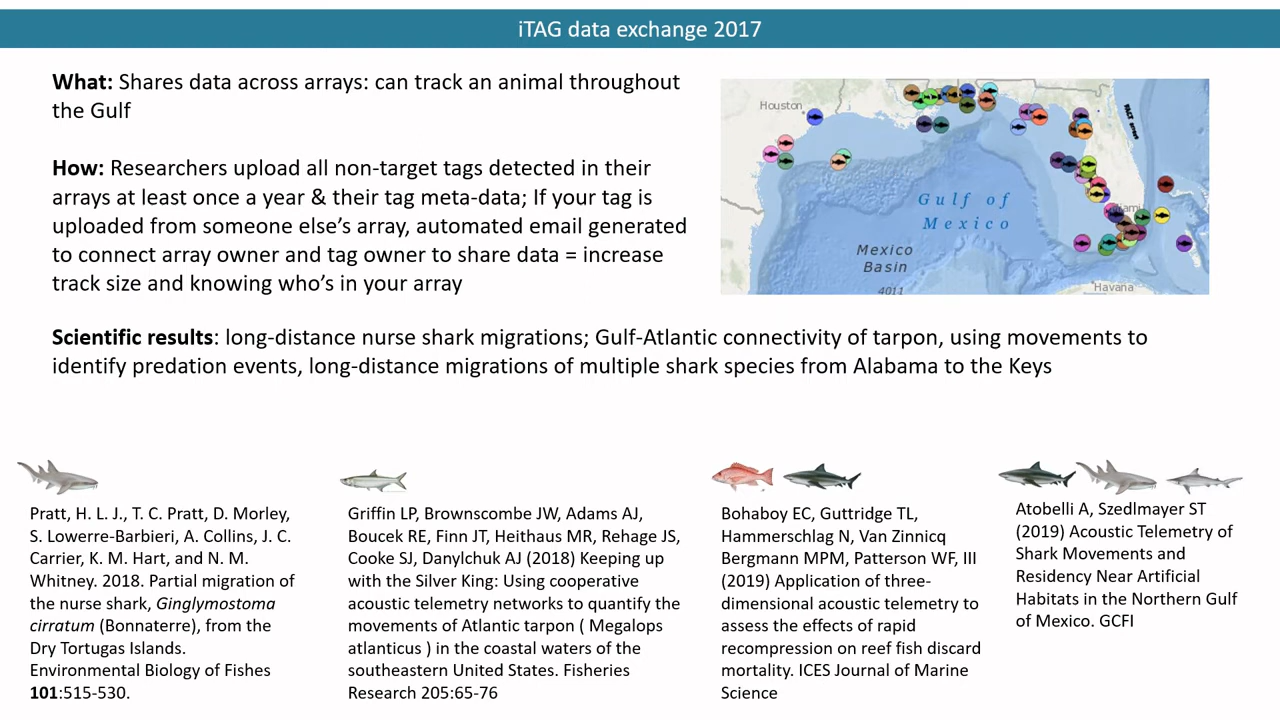 iTAG data exchange 2017
What: Shares data across arrays: can track an animal throughout
the Gulf
How: Researchers upload all non-target tags detected in their
arrays at least once a year & their tag meta-data; If your tag is
uploaded from someone else's array, automated email generated
to connect array owner and tag owner to share data = increase
track size and knowing who's in your array
Houston
Gulf of
Mexico
Mexico
Basin
4011
Havana
Scientific results: long-distance nurse shark migrations; Gulf-Atlantic connectivity of tarpon, using movements to
identify predation events, long-distance migrations of multiple shark species from Alabama to the Keys
Pratt, H. L. J., T. C. Pratt, D. Morley,
S. Lowerre-Barbieri, A. Collins, J. C.
Carrier, K. M. Hart, and N. M.
Whitney. 2018. Partial migration of
the nurse shark, Ginglymostoma
cirratum (Bonnaterre), from the
Dry Tortugas Islands.
Environmental Biology of Fishes
101:515-530.
Griffin LP, Brownscombe JW, Adams AJ,
Boucek RE, Finn JT, Heithaus MR, Rehage JS,
Cooke SJ, Danylchuk AJ (2018) Keeping up
with the Silver King: Using cooperative
acoustic telemetry networks to quantify the
movements of Atlantic tarpon ( Megalops
atlanticus ) in the coastal waters of the
southeastern United States. Fisheries
Research 205:65-76
Bohaboy EC, Guttridge TL,
Hammerschlag N, Van Zinnicq
Bergmann MPM, Patterson WF, III
(2019) Application of three-
dimensional acoustic telemetry to
assess the effects of rapid
recompression on reef fish discard
mortality. ICES Journal of Marine
Science
Atobelli A, Szedlmayer ST
(2019) Acoustic Telemetry of
Shark Movements and
Residency Near Artificial
Habitats in the Northern Gulf
of Mexico. GCFI